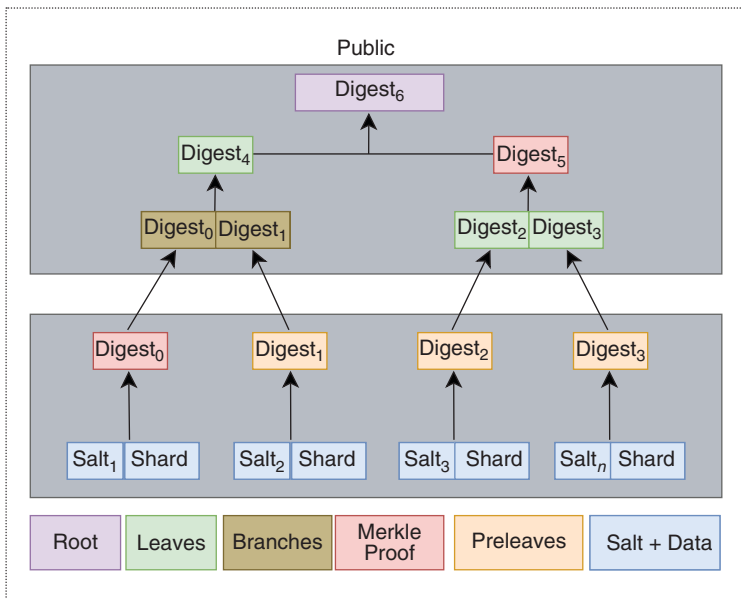 Public
Digest₆
Digest₄ Digest₅
Digest₀ Digest₁ Digest₂ Digest₃
Digest₀ Digest₁ Digest₂ Digest₃
Salt₁ Shard Salt₂ Shard Salt₃ Shard Saltₙ Shard
Root Leaves Branches Merkle Proof Preleaves Salt + Data